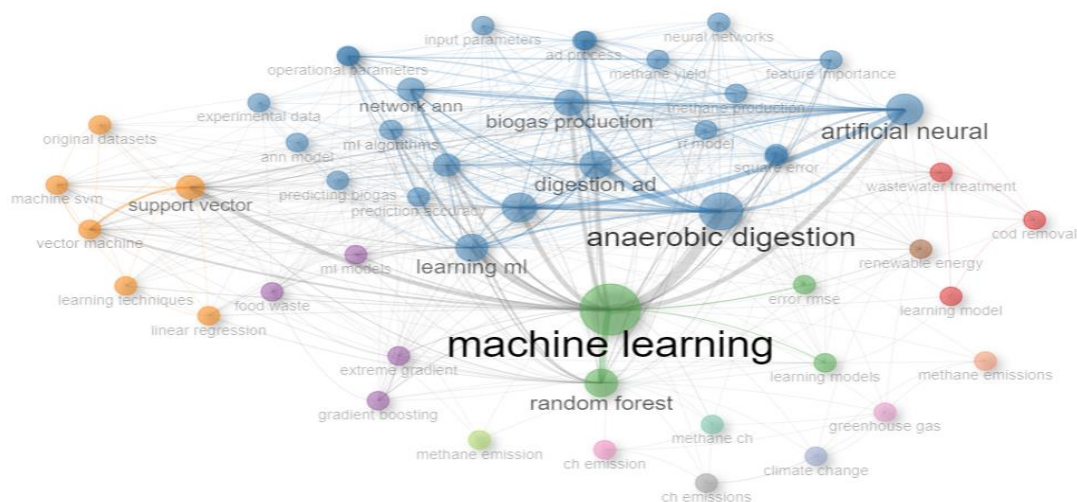 neural networks
input parameters
ad process
operational parameters
methane yield
feature importance
network ann
methane production
experimental data
biogas production
artificial neural
original datasets
ml algorithms
rf model
ann model
square error
digestion ad
wastewater treatment
machine svm
predicting biogas
support vector
prediction accuracy
cod removal
vector machine
anaerobic digestion
renewable energy
learning ml
ml models
learning techniques
food waste
error rmse
learning model
linear regression
machine learning
extreme gradient
learning models
methane emissions
random forest
gradient boosting
greenhouse gas
methane ch
methane emission
ch emission
climate change
ch emissions